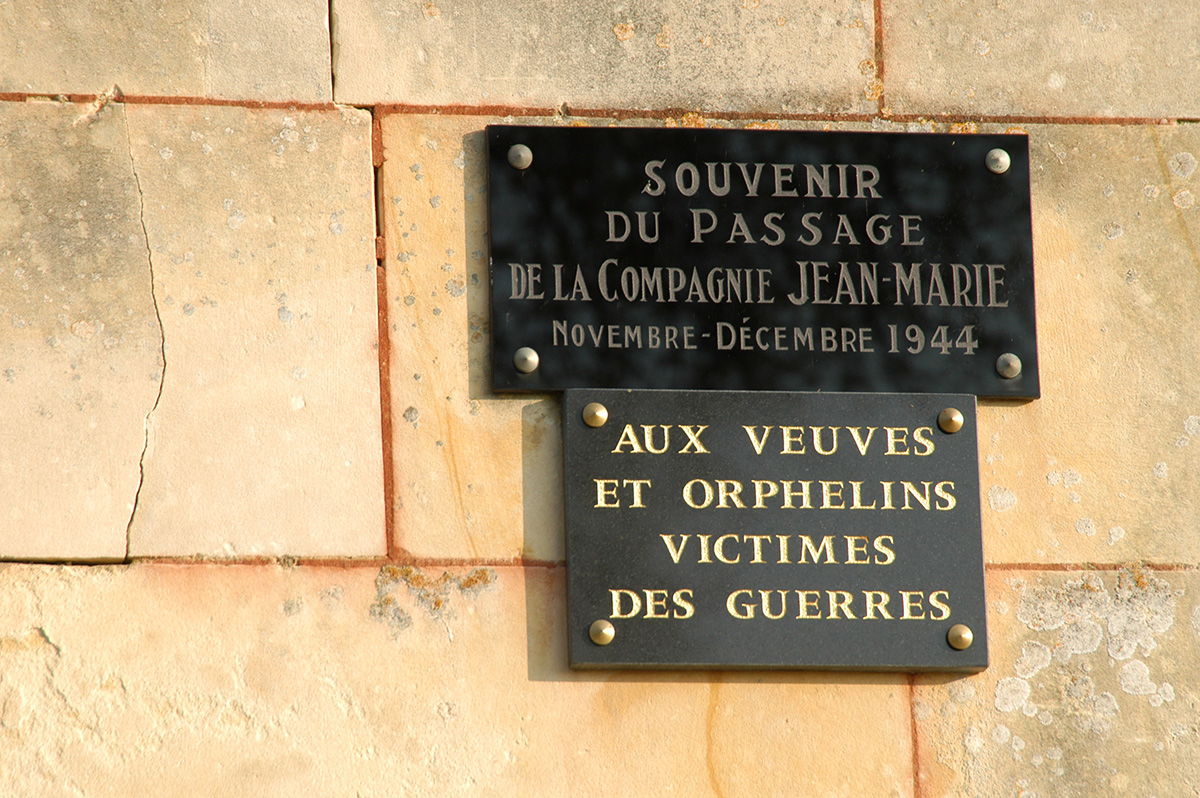 SOUVENIR
DU PASSAGE
DE LA COMPAGNIE JEAN-MARIE
NOVEMBRE-DÉCEMBRE 1944
AUX VEUVES
ET ORPHELINS
VICTIMES
DES GUERRES